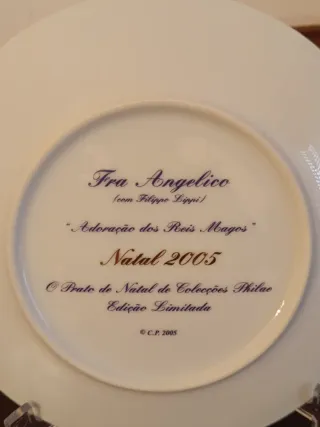 Fra Angelico
(com Filippo Lippi)
"Adoração dos Reis Magos"
Natal 2005
O Prato de Natal de Colecções Philae
Edição Limitada
© C.P. 2005